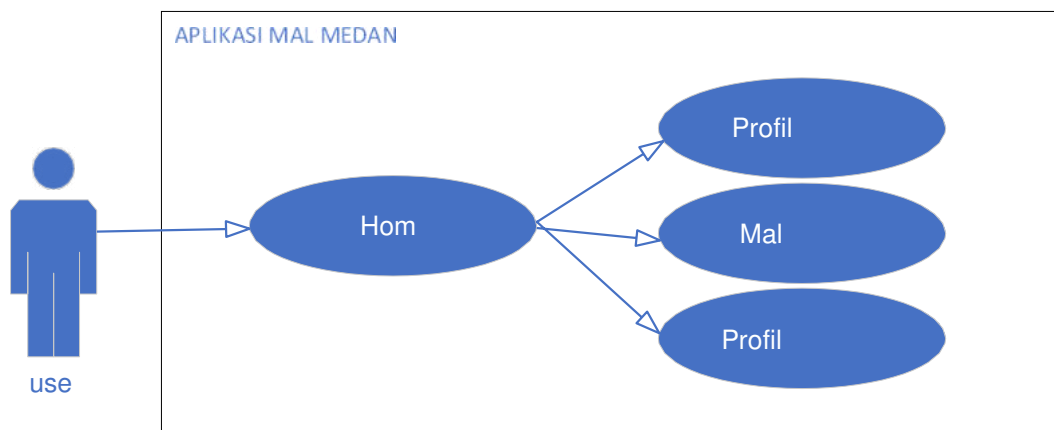 APLIKASI MAL MEDAN
Profil
Hom
Mal
Profil
use